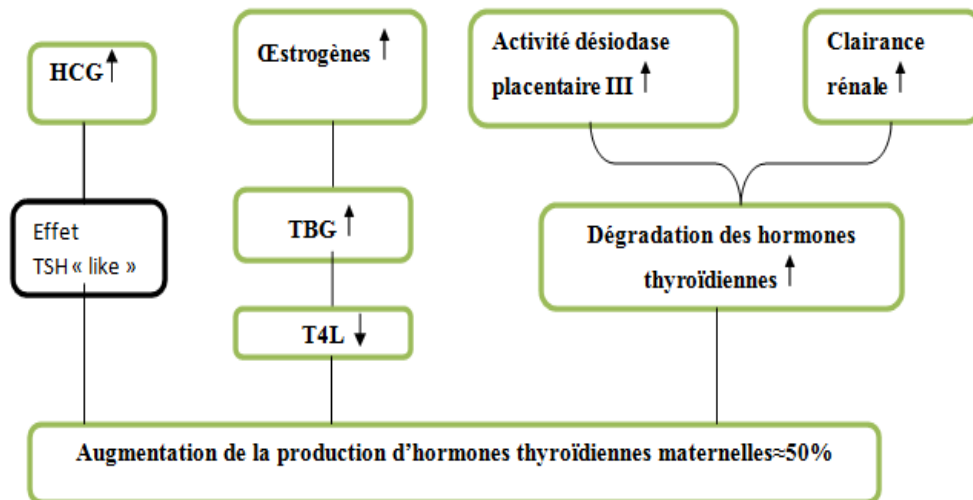 HCG ↑
Œstrogènes ↑
Activité désiodase
placentaire III ↑
Clairance
rénale ↑
Effet
TSH « like »
TBG ↑
Dégradation des hormones
thyroïdiennes ↑
T4L ↓
Augmentation de la production d’hormones thyroïdiennes maternelles≈50%